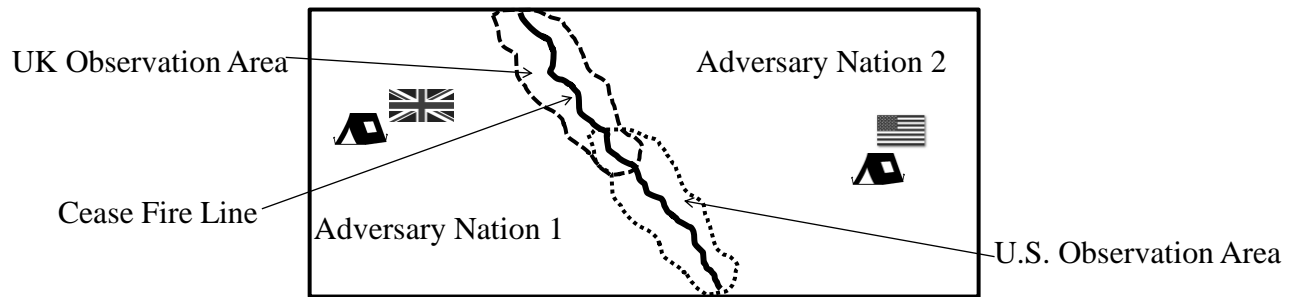 UK Observation Area
Adversary Nation 2
Cease Fire Line
Adversary Nation 1
U.S. Observation Area